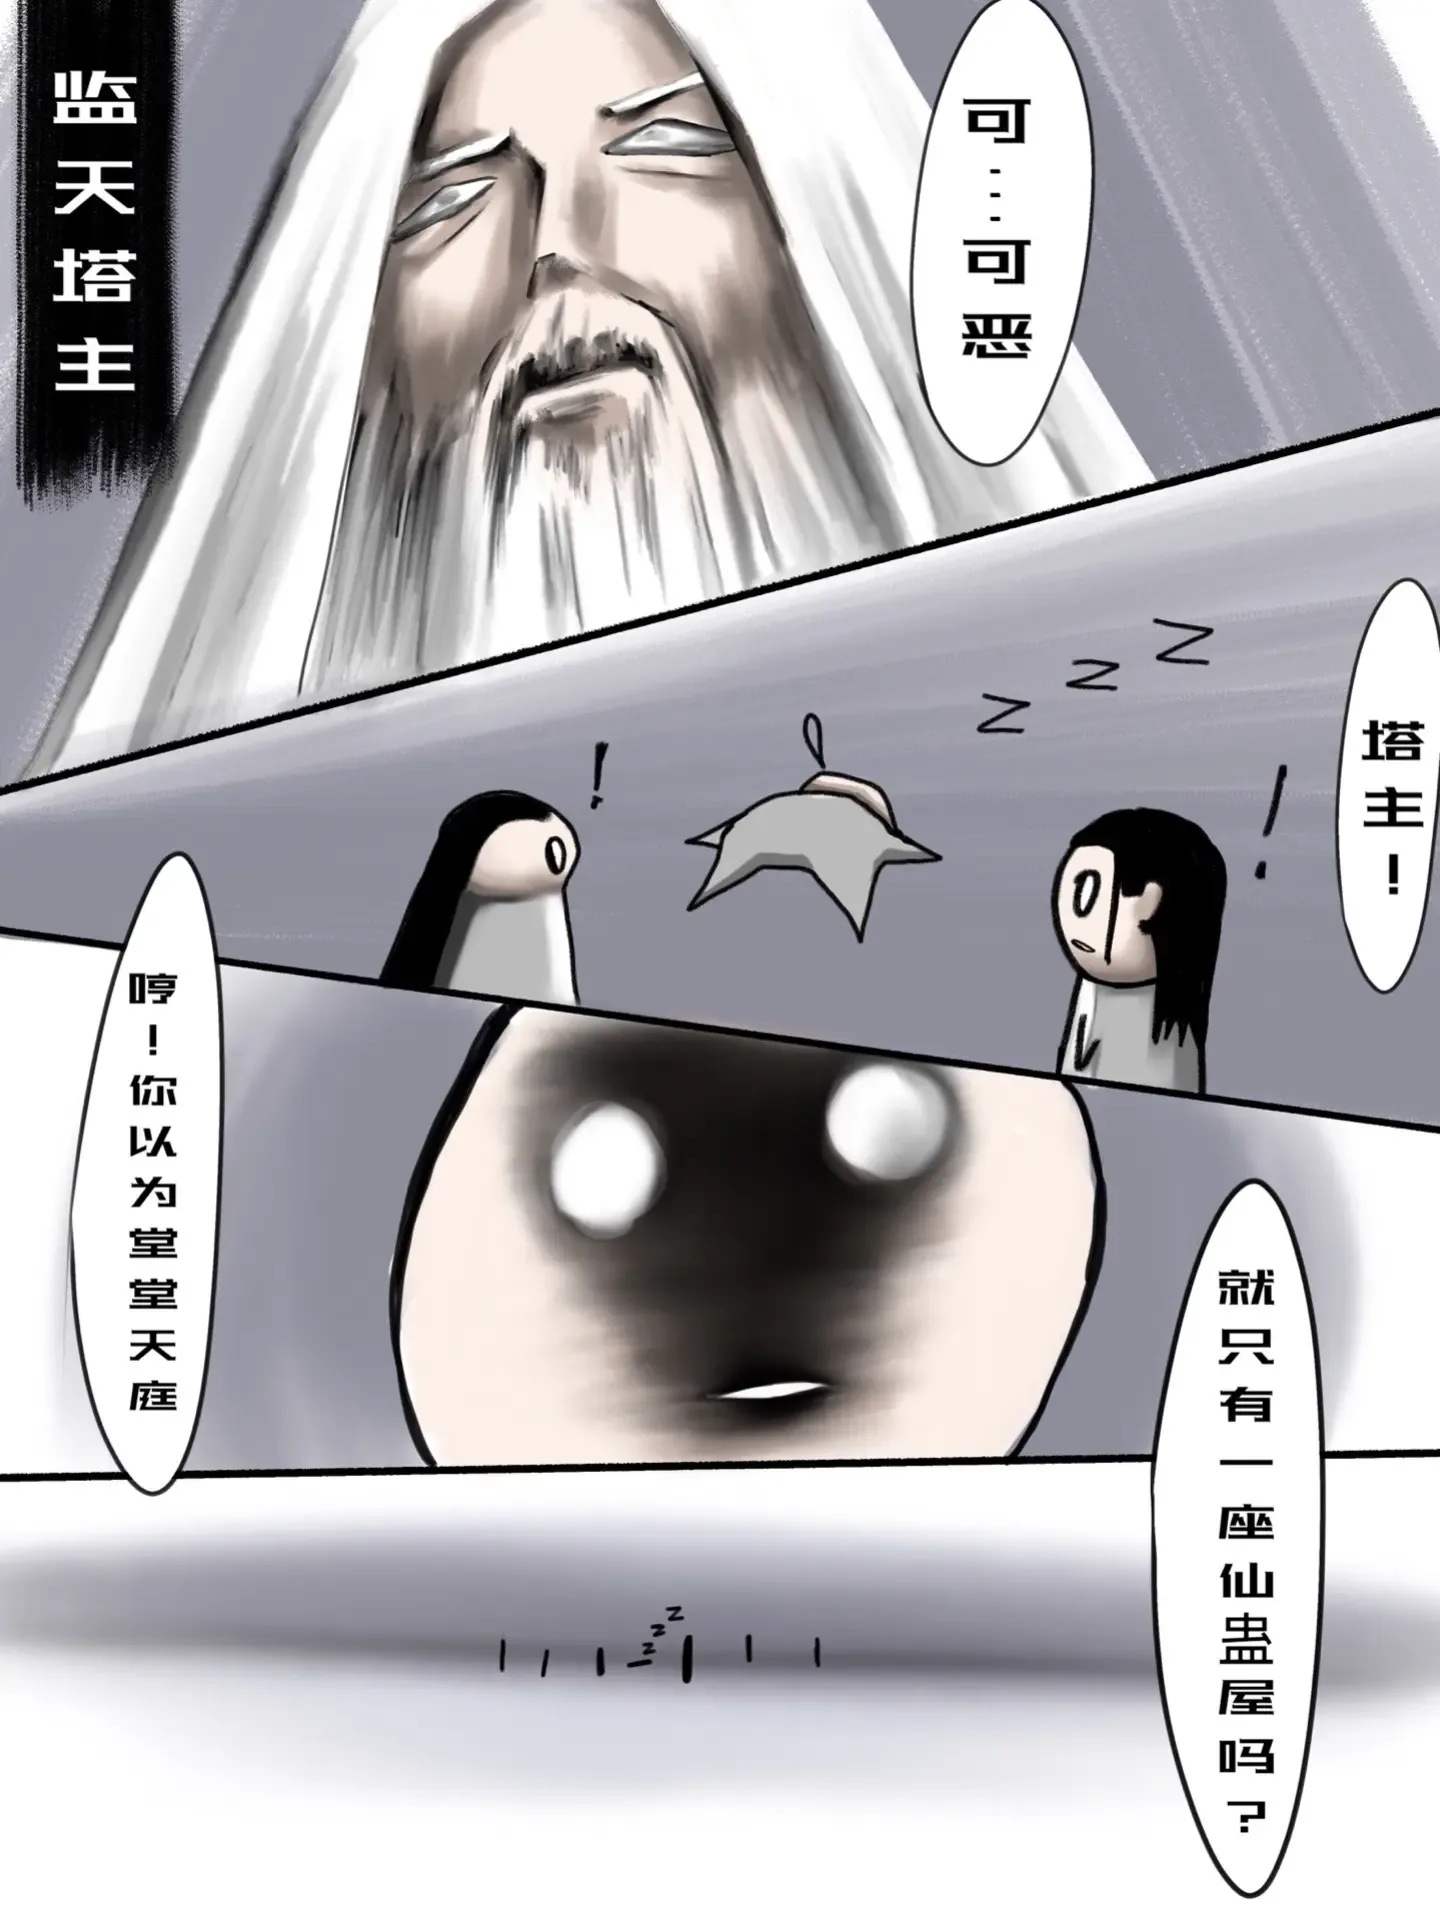 监天塔主
可...可恶
z z z
!
!
塔主！
哼！你以为堂堂天庭
就只有一座仙蛊屋吗？
z z z